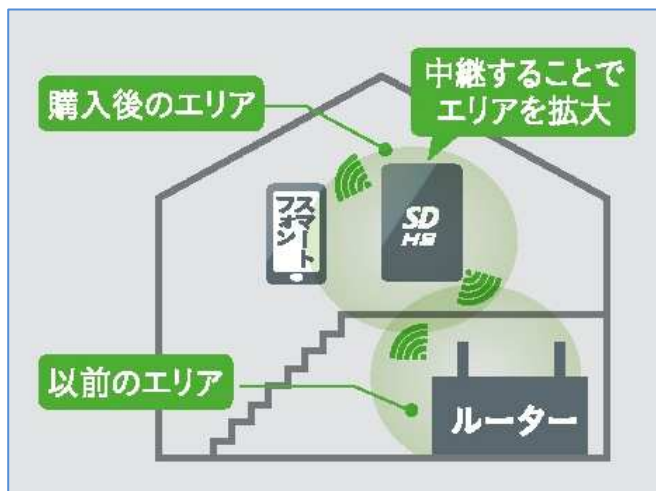 購入後のエリア
中継することで
エリアを拡大
スマート
フォン
SD
以前のエリア
ルーター